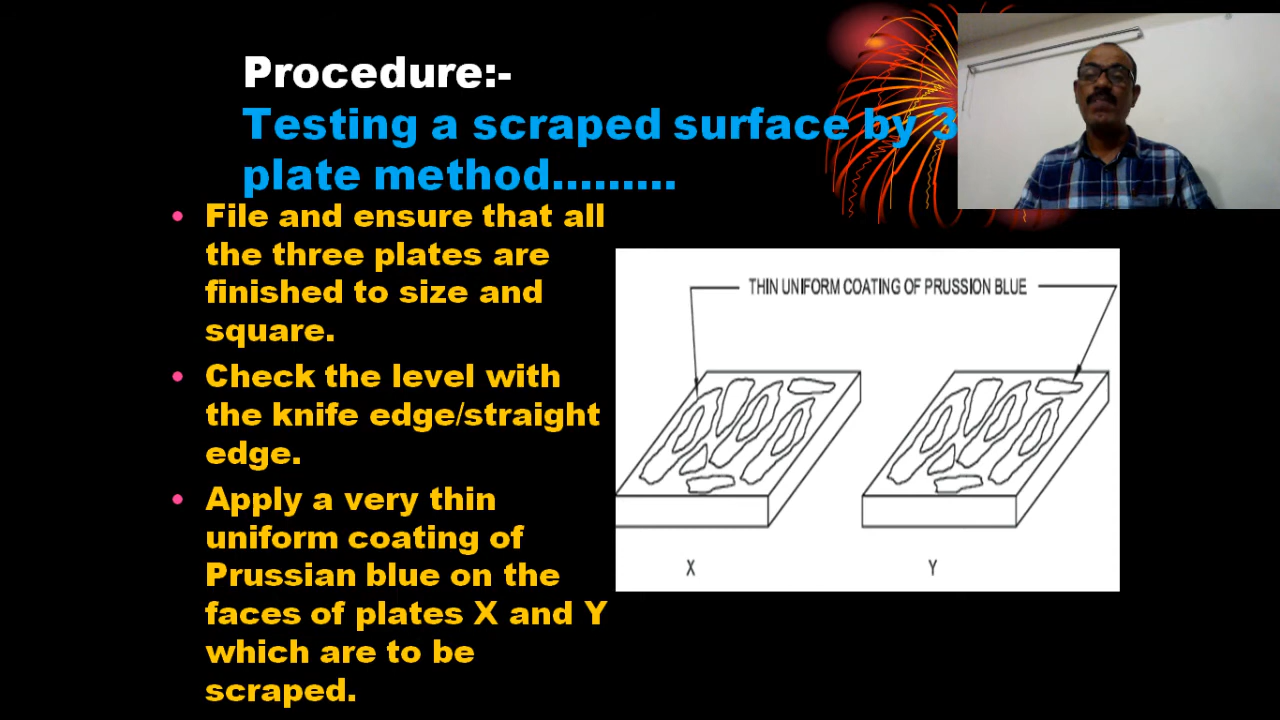 Procedure:-
Testing a scraped surface by 3
plate method.........
• File and ensure that all
the three plates are
finished to size and
square.
• Check the level with
the knife edge/straight
edge.
• Apply a very thin
uniform coating of
Prussian blue on the
faces of plates X and Y
which are to be
scraped.
THIN UNIFORM COATING OF PRUSSION BLUE
X
Y